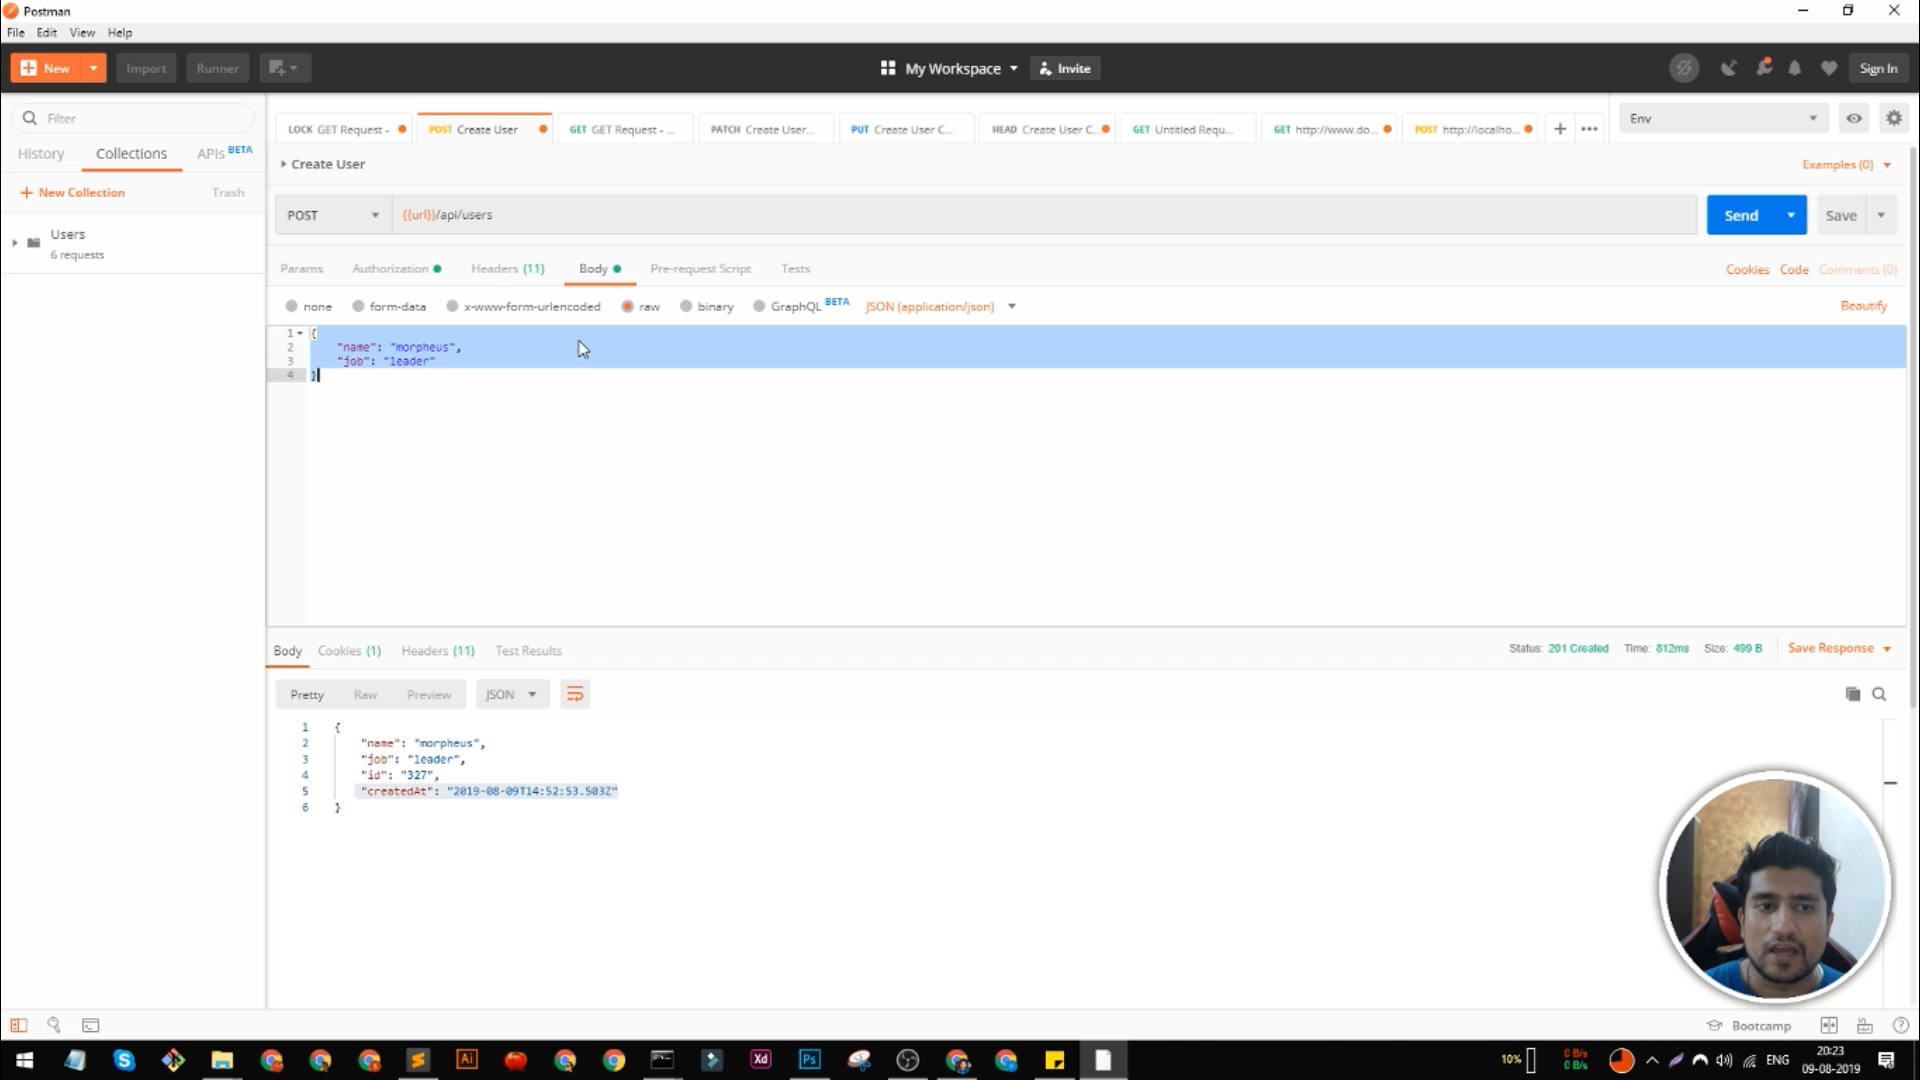 Postman
File Edit View Help
New Import Runner My Workspace Invite Sign In
Filter
History Collections APIs BETA
New Collection Trash
Users
6 requests
LOCK GET Request - POST Create User GET GET Request - ... PATCH Create User... PUT Create User C... HEAD Create User C... GET Untitled Requ... GET http://www.do... POST http://localho... Env
Create User Examples (0)
POST {{url}}/api/users Send Save
Params Authorization Headers (11) Body Pre-request Script Tests Cookies Code Comments (0)
none form-data x-www-form-urlencoded raw binary GraphQL BETA JSON (application/json) Beautify
1 {
2 "name": "morpheus",
3 "job": "leader"
4 }
Body Cookies (1) Headers (11) Test Results Status: 201 Created Time: 812ms Size: 499 B Save Response
Pretty Raw Preview JSON
1 {
2 "name": "morpheus",
3 "job": "leader",
4 "id": "327",
5 "createdAt": "2019-08-09T14:52:53.503Z"
6 }
Bootcamp
Ai Xd Ps 10% 0 B/s 0 B/s ENG 20:23
09-08-2019